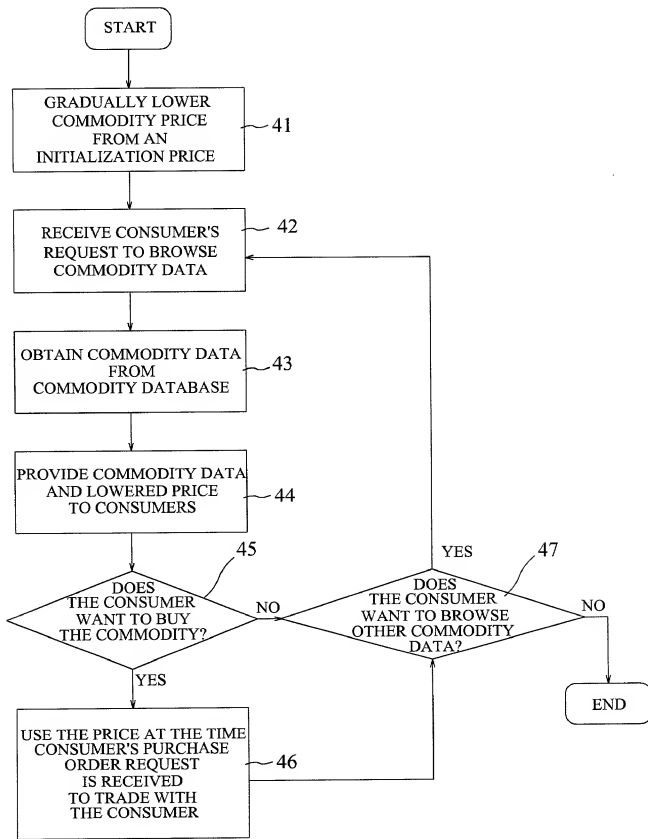 START
GRADUALLY LOWER
COMMODITY PRICE
FROM AN
INITIALIZATION PRICE
41
RECEIVE CONSUMER'S
REQUEST TO BROWSE
COMMODITY DATA
42
OBTAIN COMMODITY DATA
FROM
COMMODITY DATABASE
43
PROVIDE COMMODITY DATA
AND LOWERED PRICE
TO CONSUMERS
44
45
DOES
THE CONSUMER
WANT TO BUY
THE COMMODITY?
NO
YES
47
YES
DOES
THE CONSUMER
WANT TO BROWSE
OTHER COMMODITY
DATA?
NO
END
USE THE PRICE AT THE TIME
CONSUMER'S PURCHASE
ORDER REQUEST
IS RECEIVED
TO TRADE WITH
THE CONSUMER
46